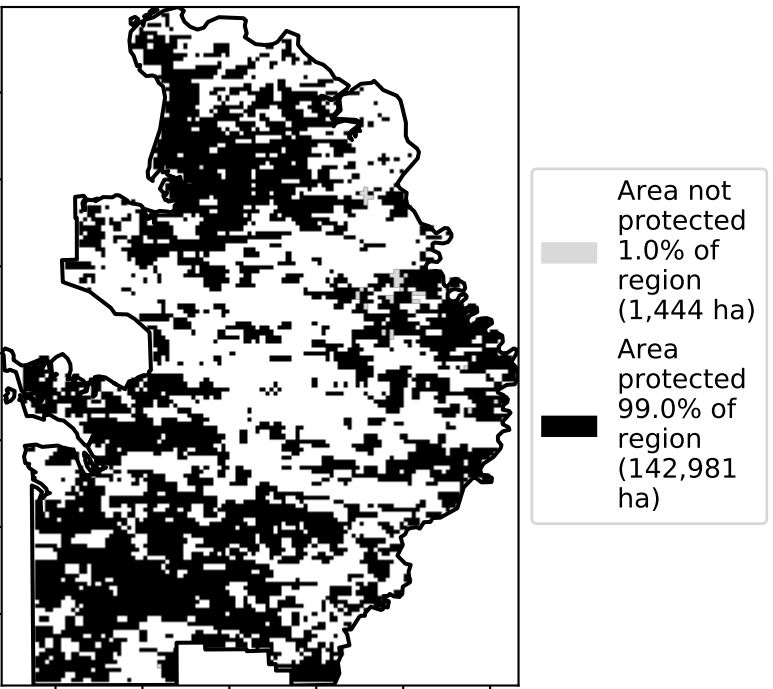 Area not
protected
1.0% of
region
(1,444 ha)
Area
protected
99.0% of
region
(142,981
ha)